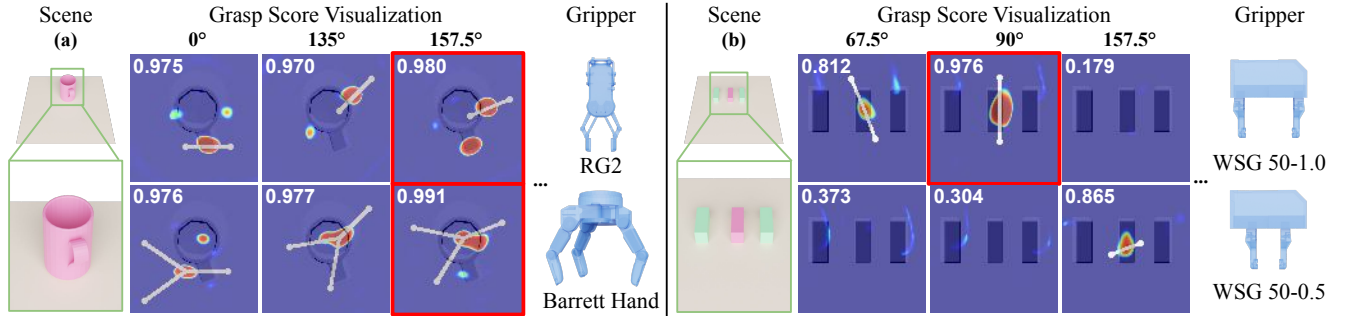 Scene Grasp Score Visualization Gripper
(a) 0° 135° 157.5°
0.975 0.970 0.980
RG2
0.976 0.977 0.991
...
Barrett Hand
Scene Grasp Score Visualization Gripper
(b) 67.5° 90° 157.5°
0.812 0.976 0.179
WSG 50-1.0
...
0.373 0.304 0.865
WSG 50-0.5